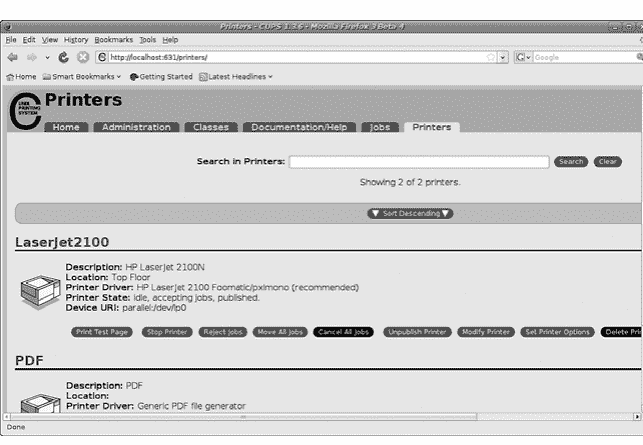 Printers - CUPS 1.3.6 - Mozilla Firefox 3 Beta 4
File Edit View History Bookmarks Tools Help
http://localhost:631/printers/
Google
Home Smart Bookmarks Getting Started Latest Headlines
Printers
UNIX PRINTING SYSTEM
Home Administration Classes Documentation/Help Jobs Printers
Search in Printers: Search Clear
Showing 2 of 2 printers.
▼ Sort Descending ▼
LaserJet2100
Description: HP LaserJet 2100N
Location: Top Floor
Printer Driver: HP LaserJet 2100 Foomatic/pxlmono (recommended)
Printer State: idle, accepting jobs, published.
Device URI: parallel:/dev/lp0
Print Test Page Stop Printer Reject Jobs Move All Jobs Cancel All Jobs Unpublish Printer Modify Printer Set Printer Options Delete Prin
PDF
Description: PDF
Location:
Printer Driver: Generic PDF file generator
Done